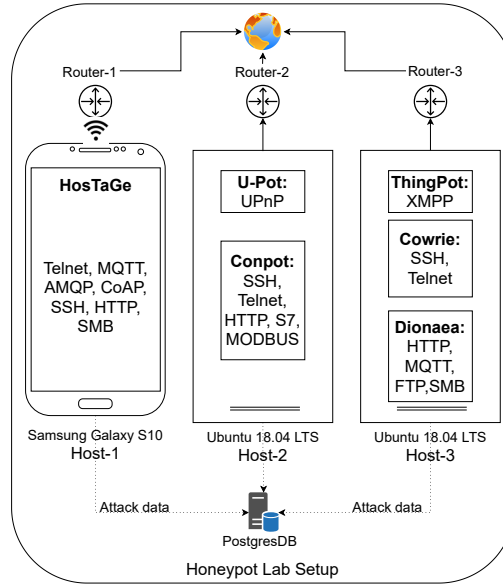 Router-1
Router-2
Router-3
HosTaGe
Telnet, MQTT,
AMQP, CoAP,
SSH, HTTP,
SMB
Samsung Galaxy S10
Host-1
U-Pot:
UPnP
Conpot:
SSH,
Telnet,
HTTP, S7,
MODBUS
Ubuntu 18.04 LTS
Host-2
ThingPot:
XMPP
Cowrie:
SSH,
Telnet
Dionaea:
HTTP,
MQTT,
FTP,SMB
Ubuntu 18.04 LTS
Host-3
Attack data
Attack data
PostgresDB
Honeypot Lab Setup